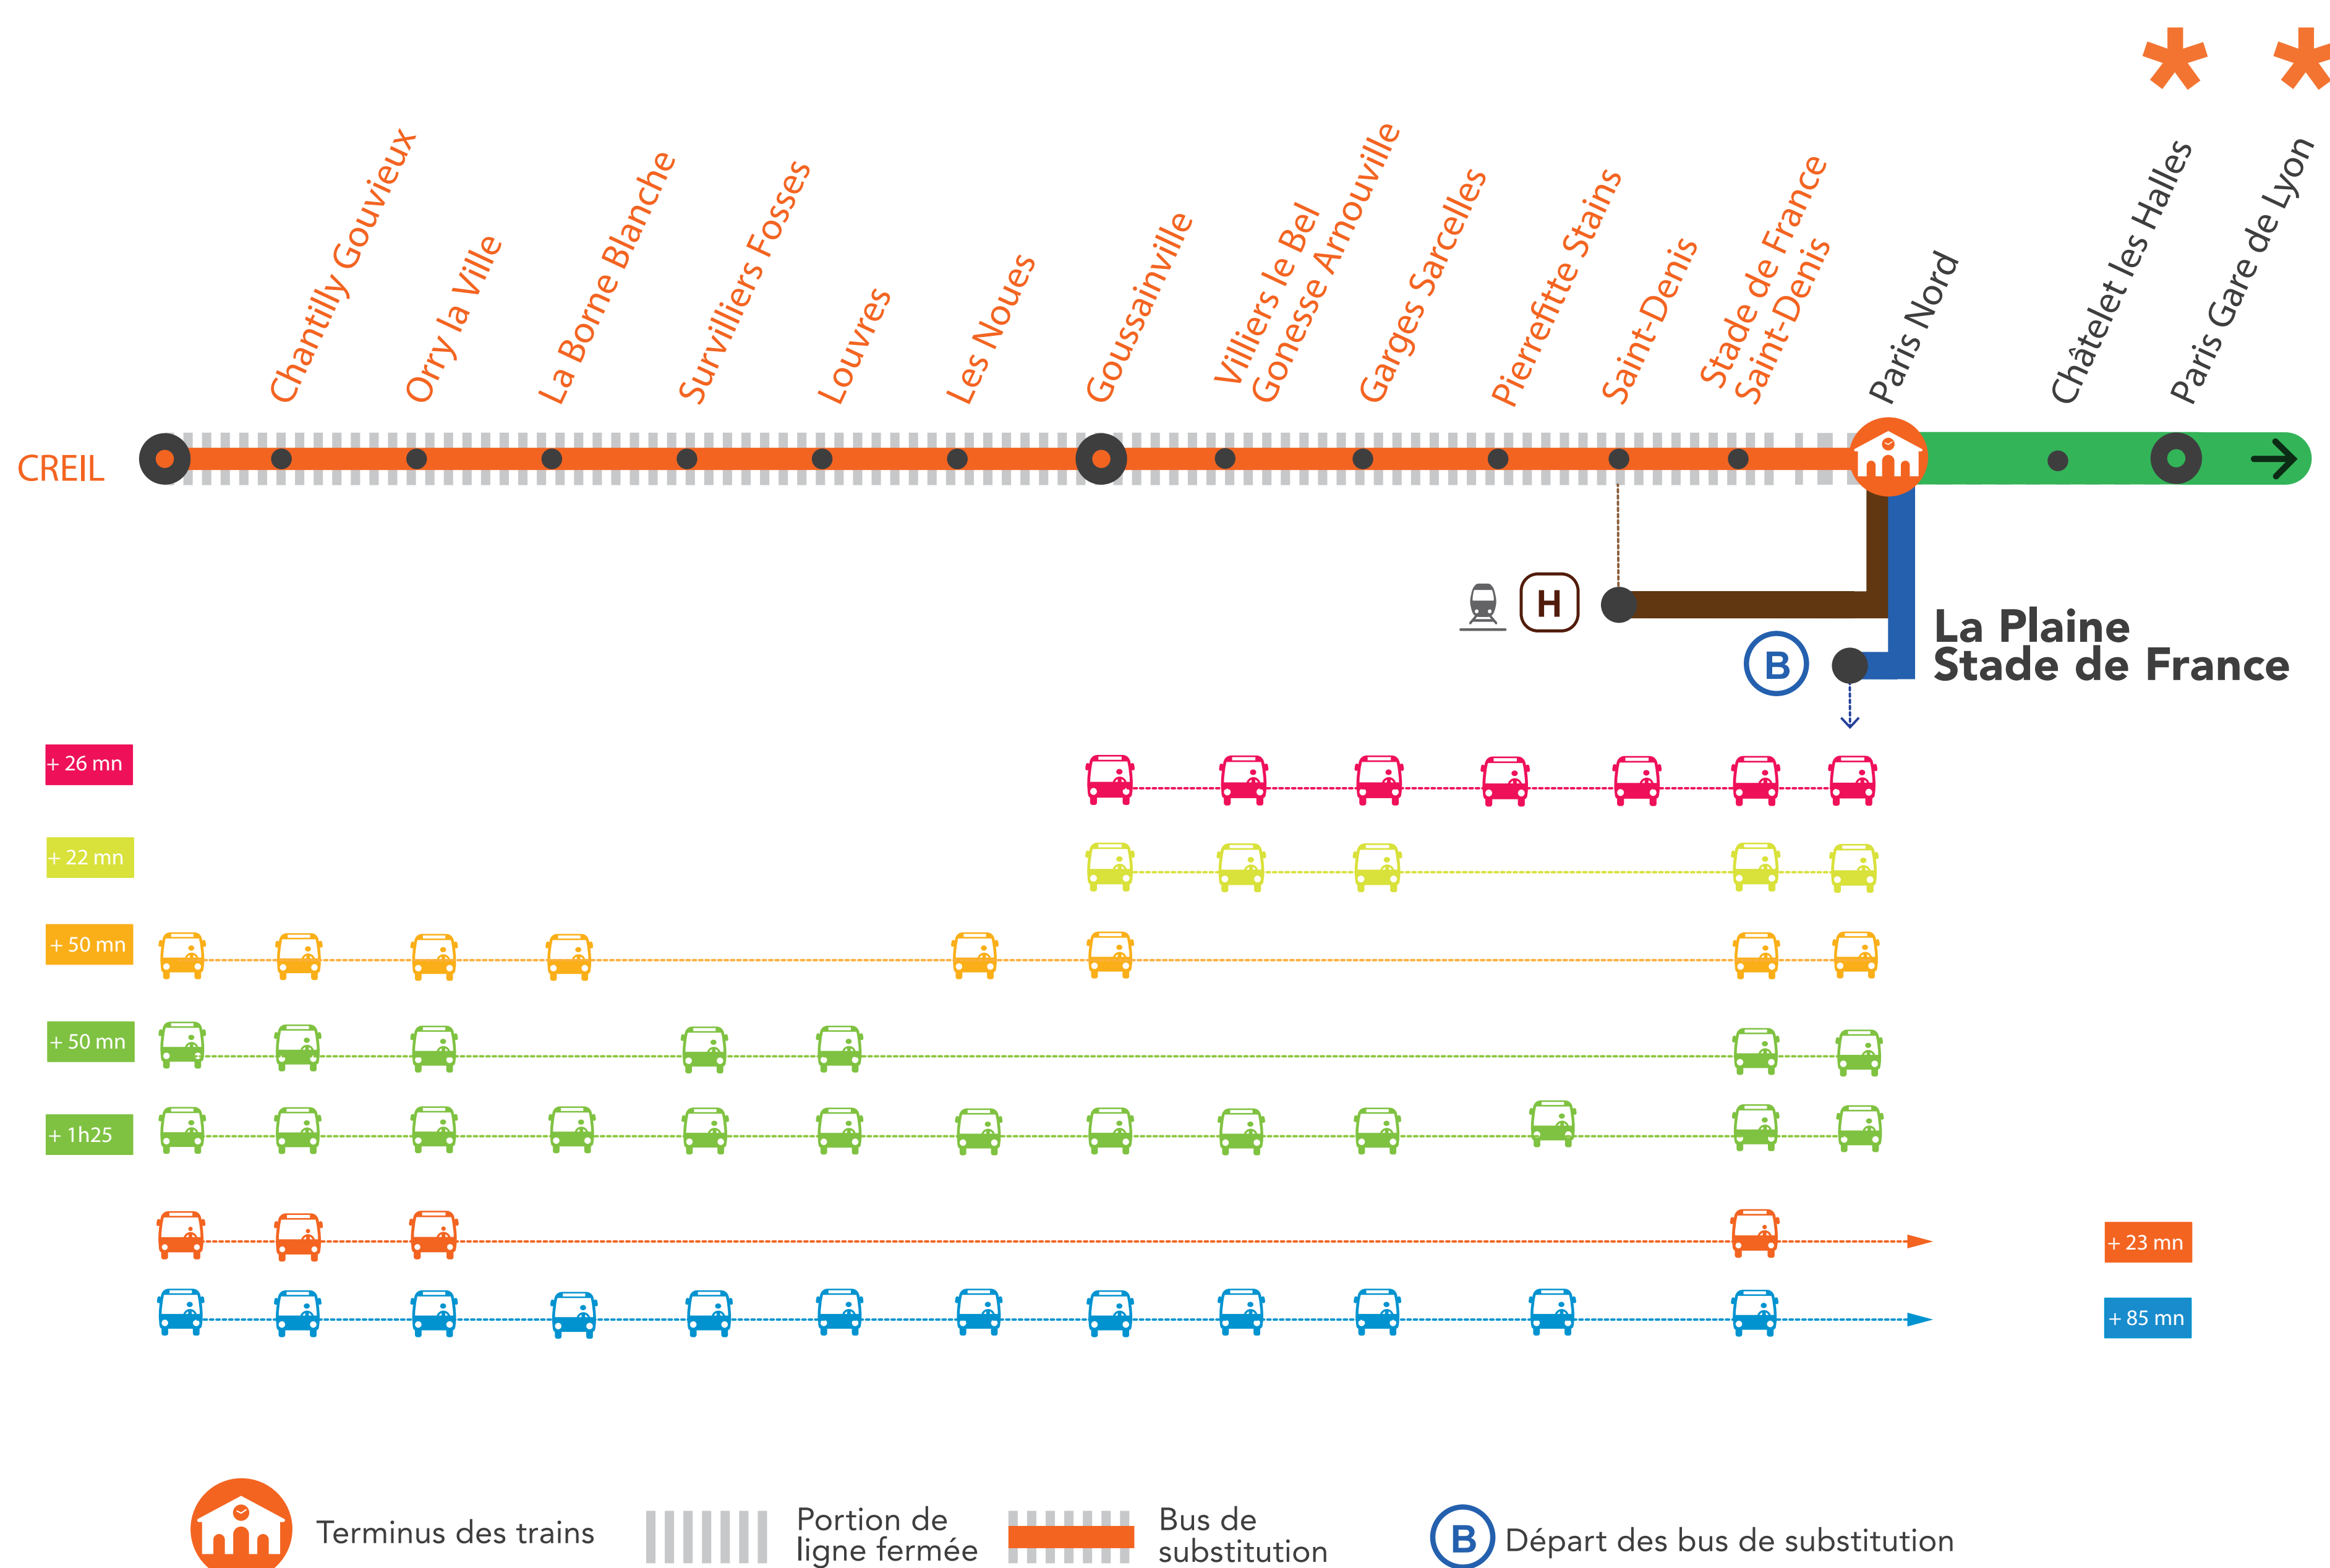 *
*
CREIL
Chantilly Gouvieux
Orry la Ville
La Borne Blanche
Survilliers Fosses
Louvres
Les Noues
Goussainville
Villiers le Bel
Gonesse Arnouville
Garges Sarcelles
Pierrefitte Stains
Saint-Denis
Stade de France
Saint-Denis
Paris Nord
Châtelet les Halles
Paris Gare de Lyon
H
B
La Plaine
Stade de France
+ 26 mn
+ 22 mn
+ 50 mn
+ 50 mn
+ 1h25
+ 23 mn
+ 85 mn
Terminus des trains
Portion de
ligne fermée
Bus de
substitution
B
Départ des bus de substitution